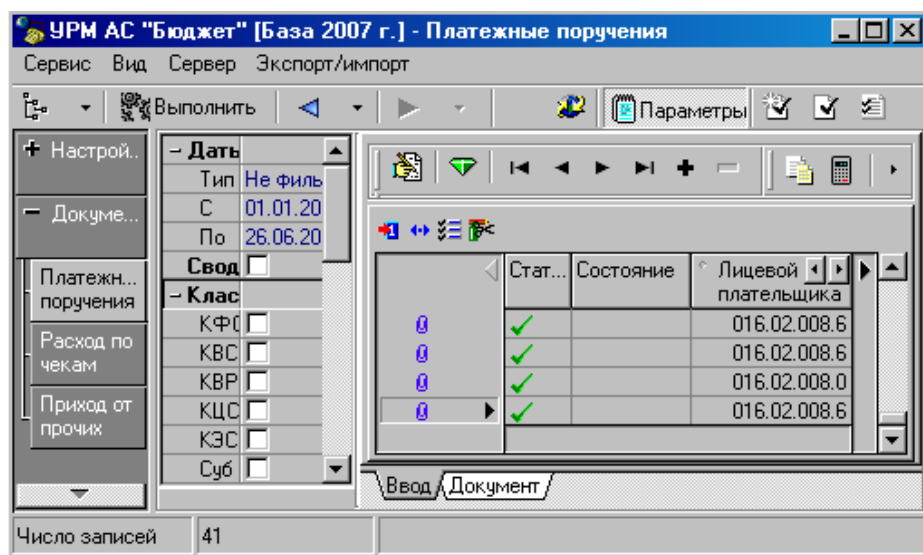 УРМ АС "Бюджет" [База 2007 г.] - Платежные поручения
Сервис Вид Сервер Экспорт/импорт
Выполнить Параметры
Настрой..
Докуме...
Платежн...
поручения
Расход по
чекам
Приход от
прочих
Даты
Тип Не филь
С 01.01.20
По 26.06.20
Свод
Клас
КФС
КВС
КВР
КЦС
КЭС
Суб
Стат... Состояние Лицевой
плательщика
016.02.008.6
016.02.008.6
016.02.008.0
016.02.008.6
Ввод Документ
Число записей 41